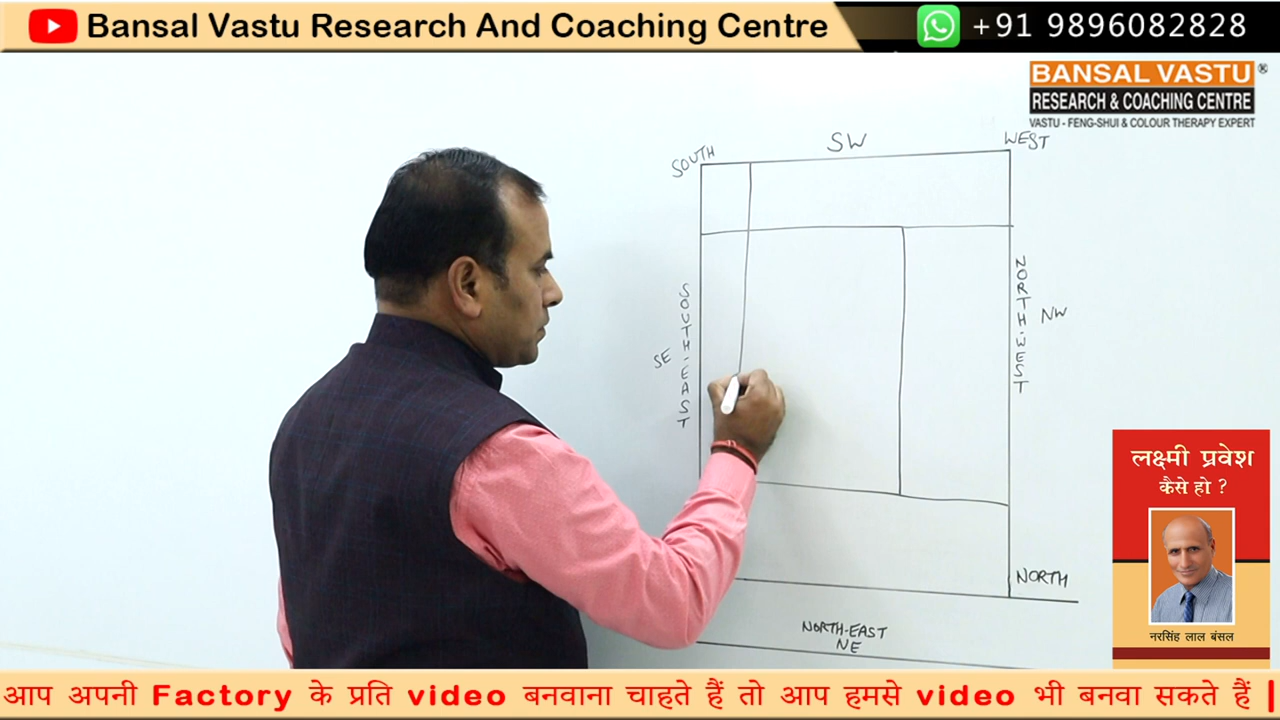 Bansal Vastu Research And Coaching Centre
+91 9896082828
BANSAL VASTU®
RESEARCH & COACHING CENTRE
VASTU - FENG-SHUI & COLOUR THERAPY EXPERT
SOUTH
SW
WEST
SOUTH-EAST
SE
NORTH-WEST
NW
NORTH
NORTH-EAST
NE
लक्ष्मी प्रवेश
कैसे हो ?
नरसिंह लाल बंसल
आप अपनी Factory के प्रति video बनवाना चाहते हैं तो आप हमसे video भी बनवा सकते हैं |